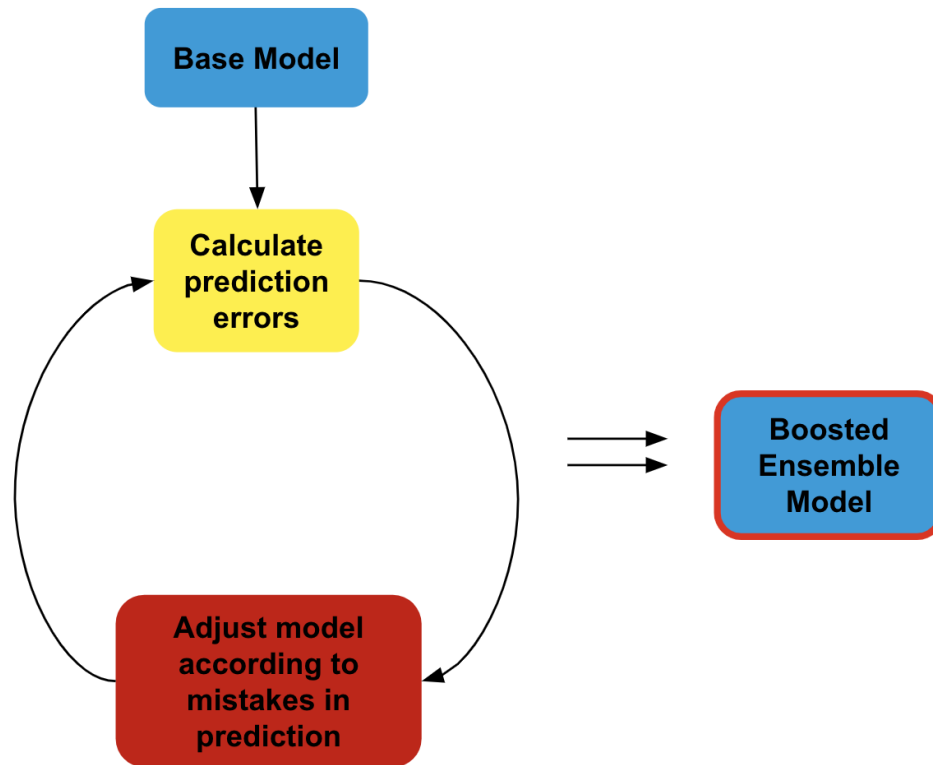 Base Model
Calculate
prediction
errors
Boosted
Ensemble
Model
Adjust model
according to
mistakes in
prediction